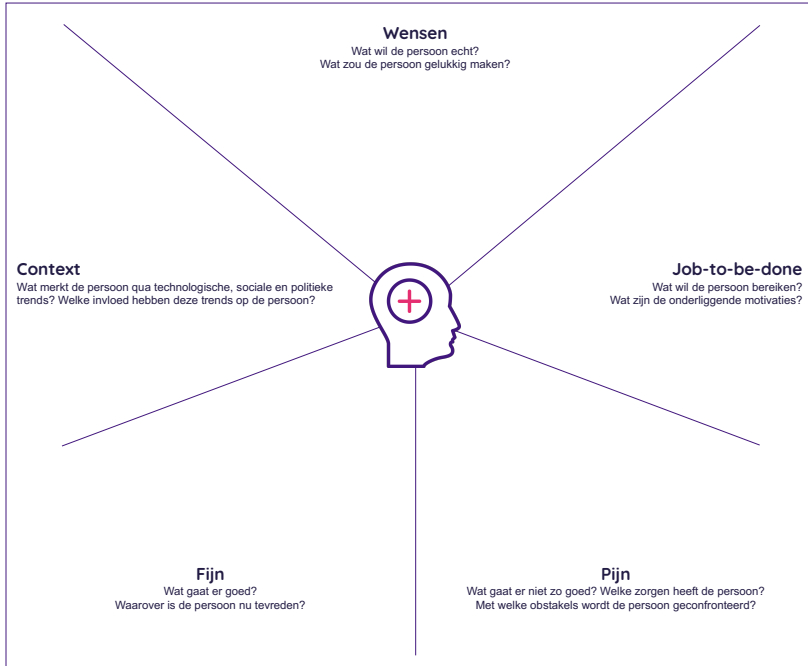 Wensen
Wat wil de persoon echt?
Wat zou de persoon gelukkig maken?
Context
Wat merkt de persoon qua technologische, sociale en politieke
trends? Welke invloed hebben deze trends op de persoon?
Job-to-be-done
Wat wil de persoon bereiken?
Wat zijn de onderliggende motivaties?
Fijn
Wat gaat er goed?
Waarover is de persoon nu tevreden?
Pijn
Wat gaat er niet zo goed? Welke zorgen heeft de persoon?
Met welke obstakels wordt de persoon geconfronteerd?